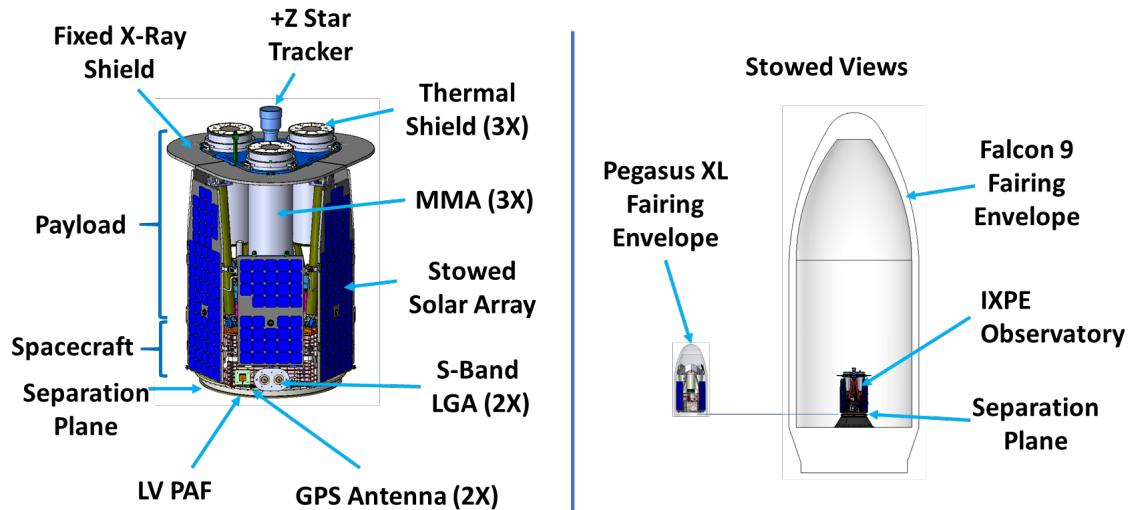 +Z Star
Tracker
Fixed X-Ray
Shield
Thermal
Shield (3X)
Payload
MMA (3X)
Stowed
Solar Array
Spacecraft
Separation
Plane
S-Band
LGA (2X)
LV PAF
GPS Antenna (2X)
Stowed Views
Pegasus XL
Fairing
Envelope
Falcon 9
Fairing
Envelope
IXPE
Observatory
Separation
Plane